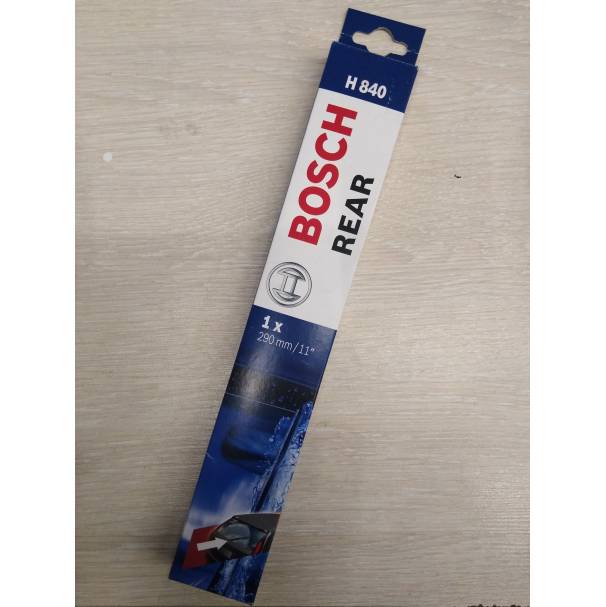 H 840
BOSCH
REAR
1 x
290 mm/11"